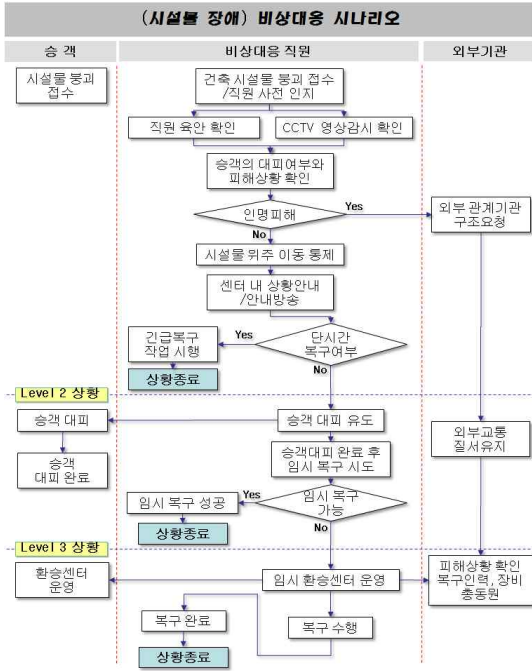 (시설물 장애) 비상대응 시나리오
승 객
비상대응 직원
외부기관
시설물 붕괴
접수
건축 시설물 붕괴 접수
/직원 사전 인지
직원 육안 확인
CCTV 영상감시 확인
승객의 대피여부와
피해상황 확인
인명피해
Yes
외부 관계기관
구조요청
No
시설물 위주 이동 통제
센터 내 상황안내
/안내방송
긴급복구
작업 시행
Yes
단시간
복구여부
상황종료
No
Level 2 상황
승객 대피
승객 대피 유도
외부교통
질서유지
승객
대피 완료
승객대피 완료 후
임시 복구 시도
임시 복구 성공
Yes
임시 복구
가능
상황종료
No
Level 3 상황
환승센터
운영
임시 환승센터 운영
피해상황 확인
복구인력, 장비
총동원
복구 완료
복구 수행
상황종료